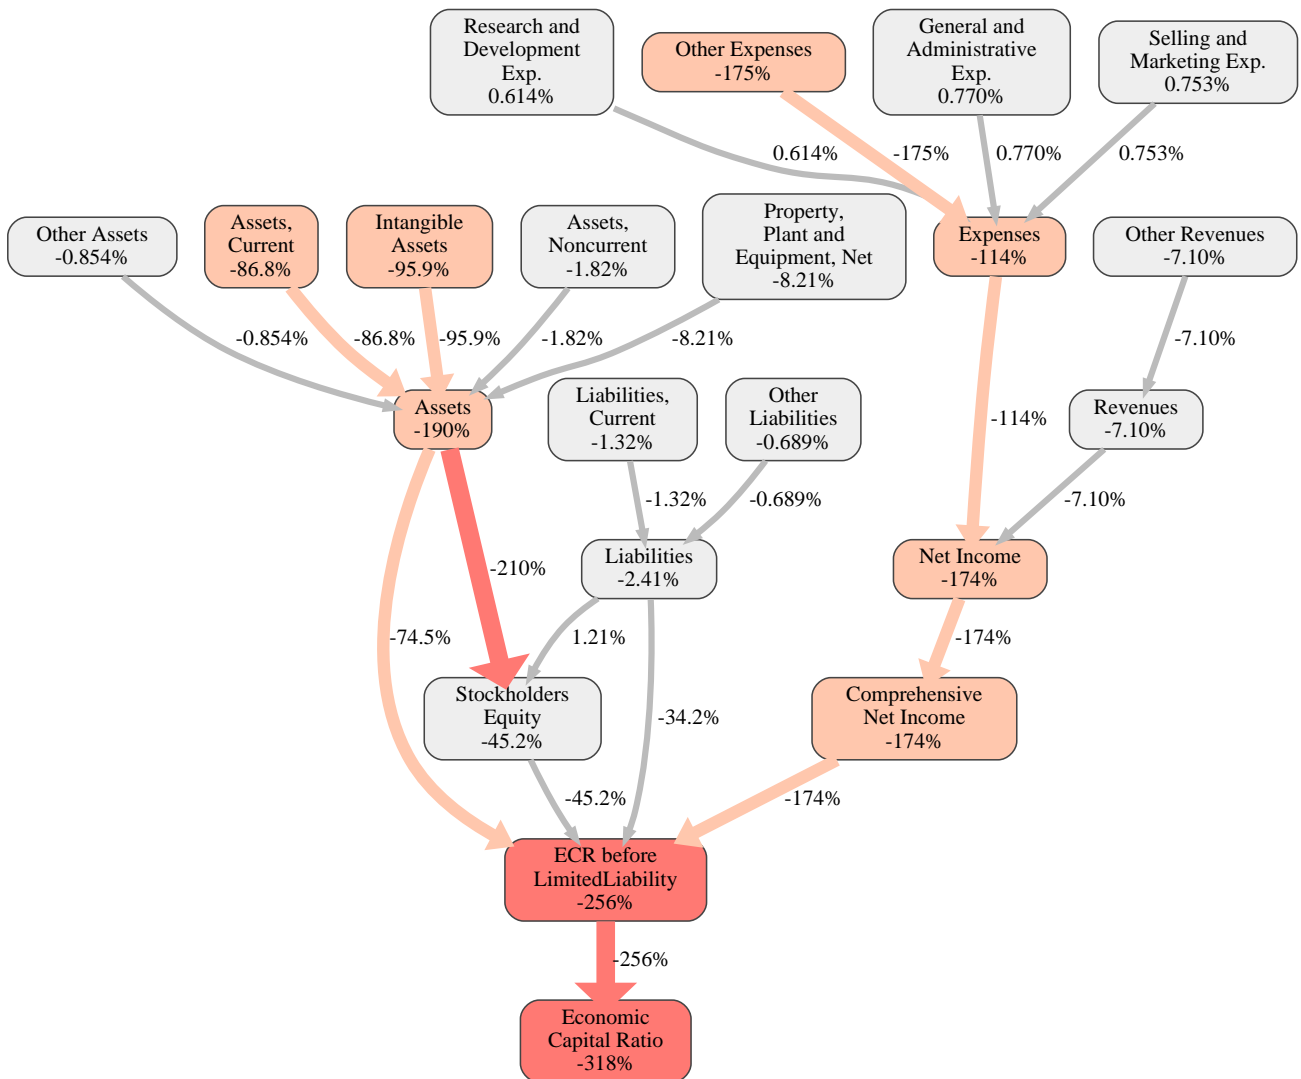 Research and
Development
Exp.
0.614%
Other Expenses
-175%
General and
Administrative
Exp.
0.770%
Selling and
Marketing Exp.
0.753%
0.614%
-175%
0.770%
0.753%
Other Assets
-0.854%
Assets,
Current
-86.8%
Intangible
Assets
-95.9%
Assets,
Noncurrent
-1.82%
Property,
Plant and
Equipment, Net
-8.21%
Expenses
-114%
Other Revenues
-7.10%
-0.854%
-86.8%
-95.9%
-1.82%
-8.21%
-114%
-7.10%
Assets
-190%
Liabilities,
Current
-1.32%
Other
Liabilities
-0.689%
Revenues
-7.10%
-1.32%
-0.689%
-7.10%
-210%
Liabilities
-2.41%
Net Income
-174%
-74.5%
1.21%
-34.2%
-174%
Stockholders
Equity
-45.2%
Comprehensive
Net Income
-174%
-45.2%
-174%
ECR before
LimitedLiability
-256%
-256%
Economic
Capital Ratio
-318%